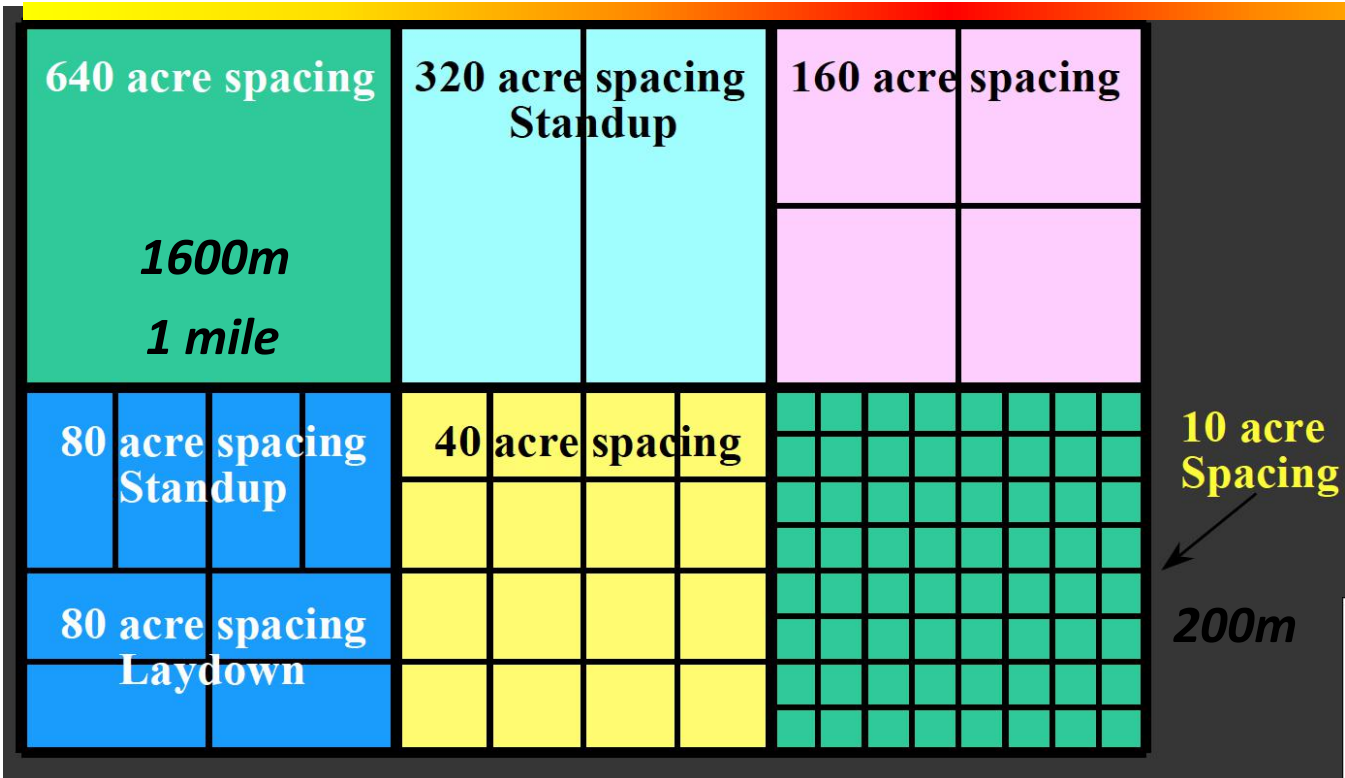 640 acre spacing
320 acre spacing
Standup
160 acre spacing
1600m
1 mile
80 acre spacing
Standup
40 acre spacing
10 acre
Spacing
80 acre spacing
Laydown
200m